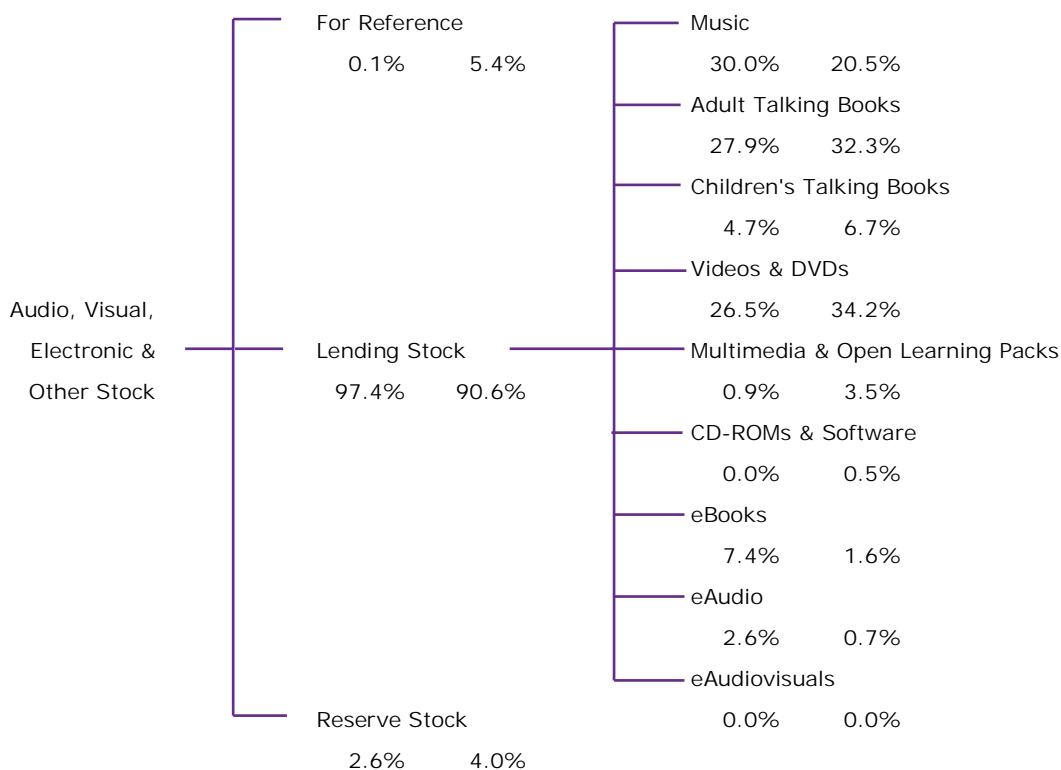 Audio, Visual,
Electronic &
Other Stock
For Reference
0.1% 5.4%
Lending Stock
97.4% 90.6%
Reserve Stock
2.6% 4.0%
Music
30.0% 20.5%
Adult Talking Books
27.9% 32.3%
Children's Talking Books
4.7% 6.7%
Videos & DVDs
26.5% 34.2%
Multimedia & Open Learning Packs
0.9% 3.5%
CD-ROMs & Software
0.0% 0.5%
eBooks
7.4% 1.6%
eAudio
2.6% 0.7%
eAudiovisuals
0.0% 0.0%